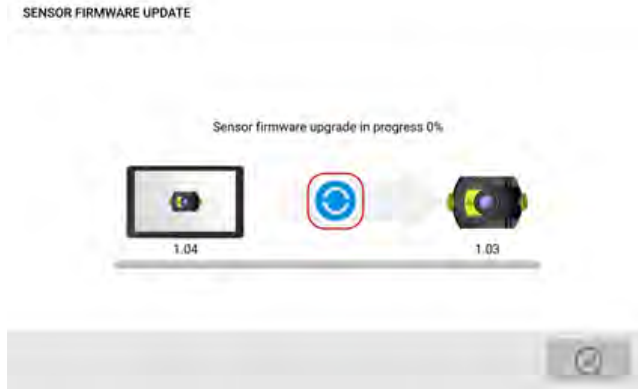 SENSOR FIRMWARE UPDATE
Sensor firmware upgrade in progress 0%
1.04
1.03